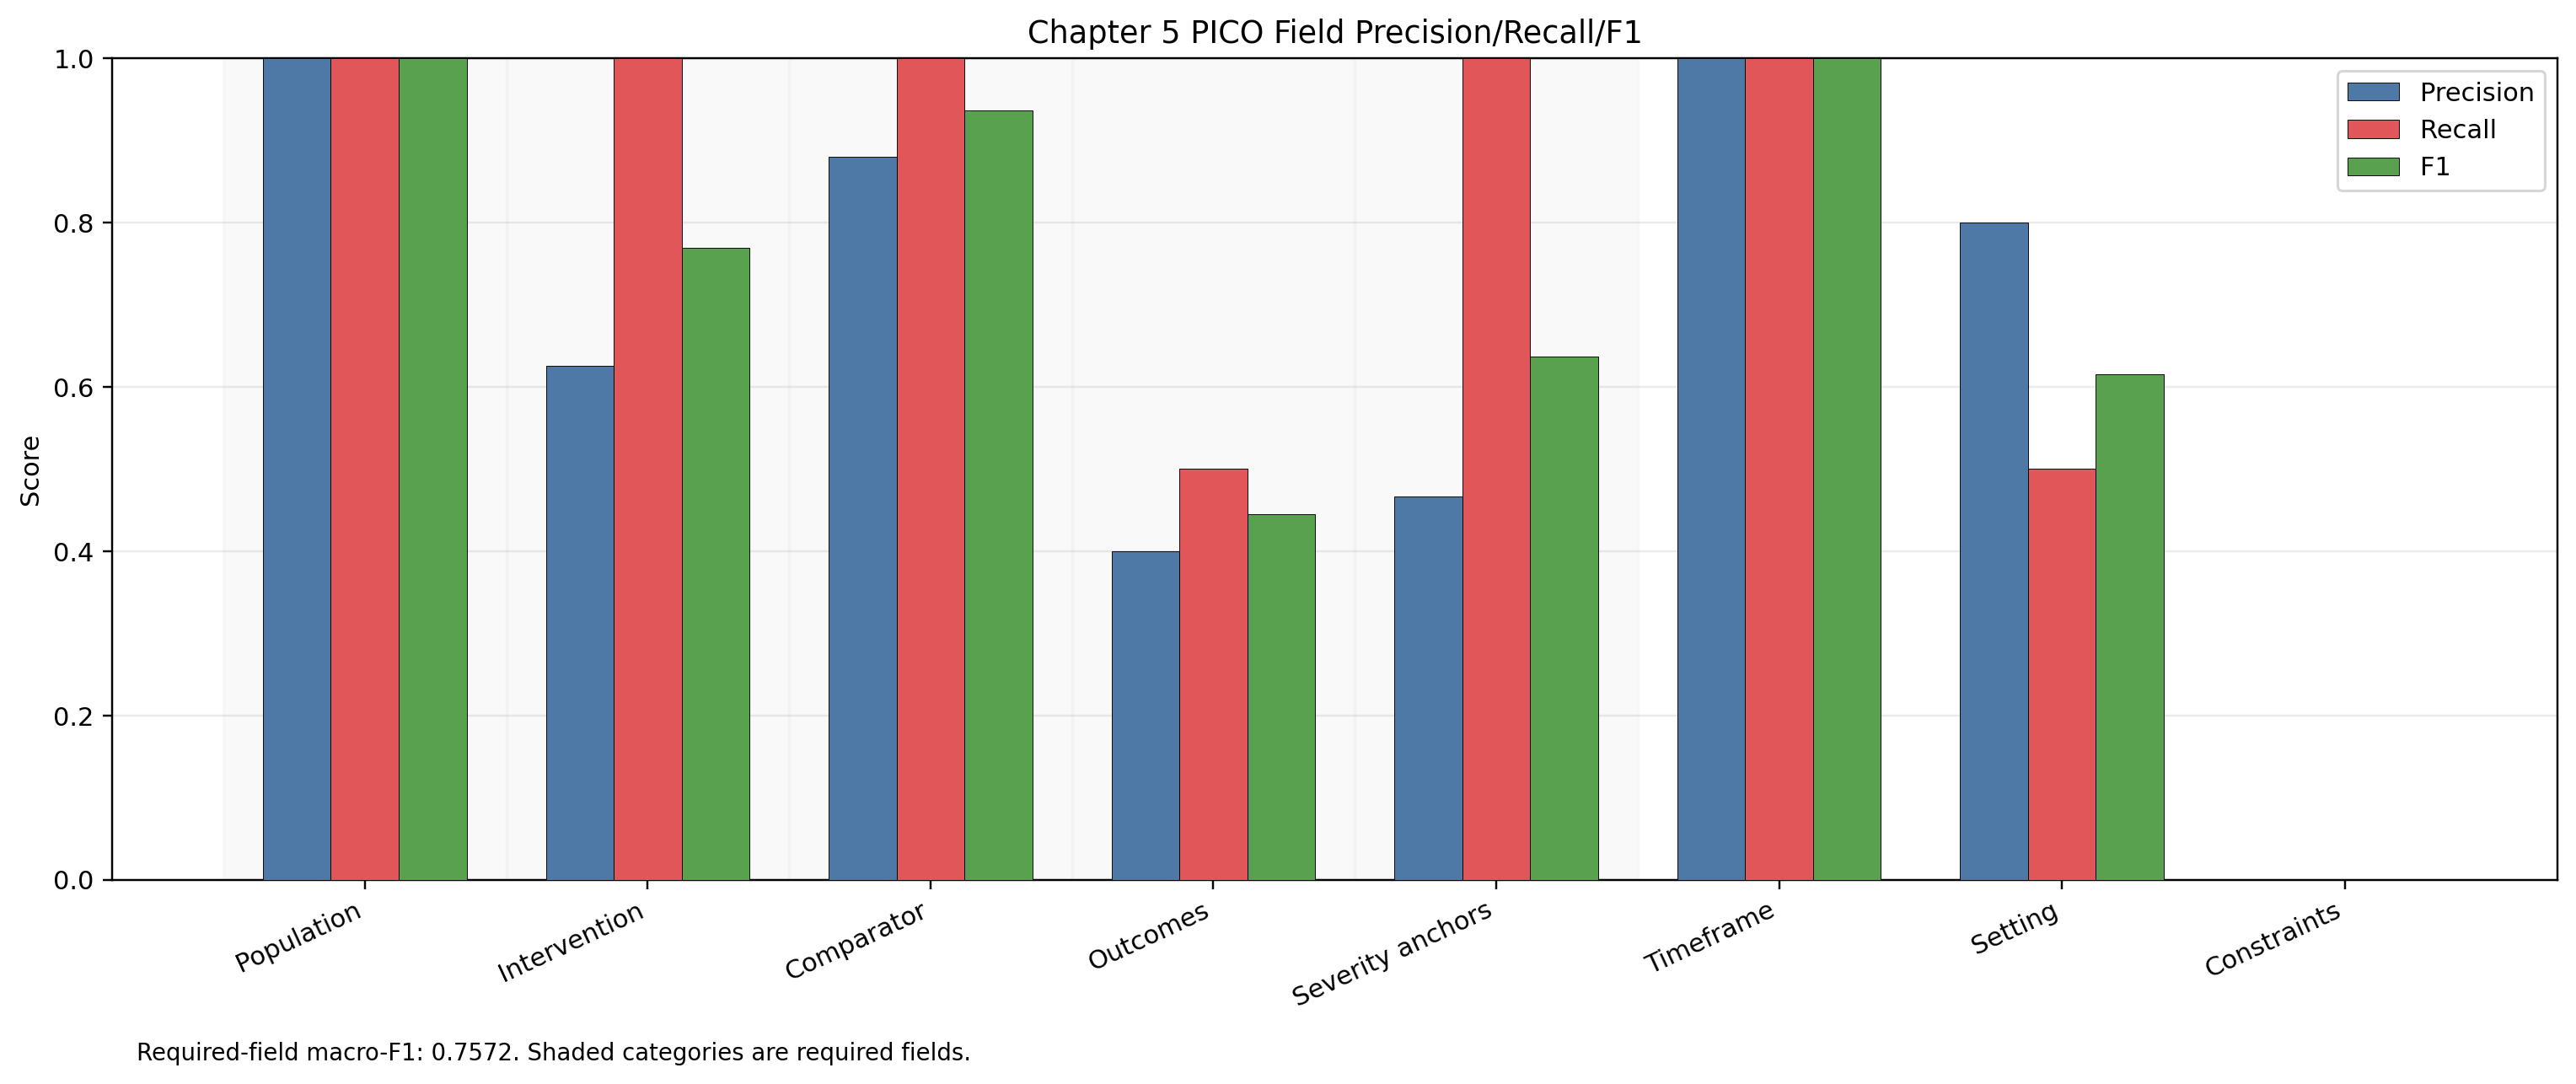 Chapter 5 PICO Field Precision/Recall/F1
1.0
0.8
0.6
0.4
0.2
0.0
Score
Precision
Recall
F1
Population
Intervention
Comparator
Outcomes
Severity anchors
Timeframe
Setting
Constraints
Required-field macro-F1: 0.7572. Shaded categories are required fields.